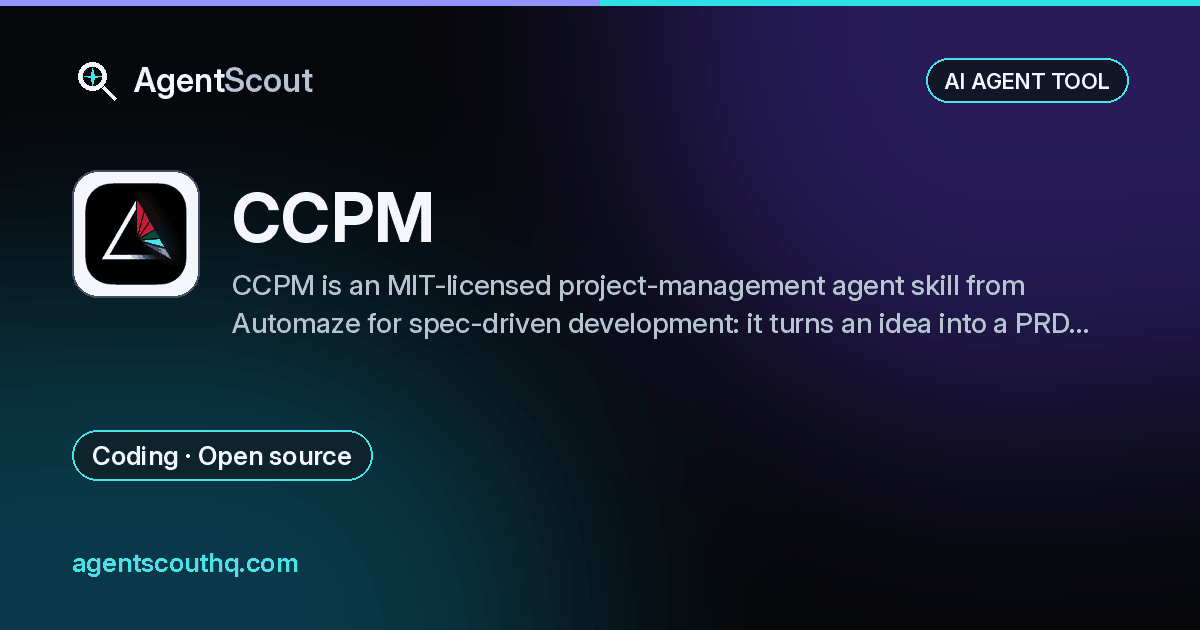 AgentScout
AI AGENT TOOL
CCPM
CCPM is an MIT-licensed project-management agent skill from
Automaze for spec-driven development: it turns an idea into a PRD...
Coding · Open source
agentscouthq.com